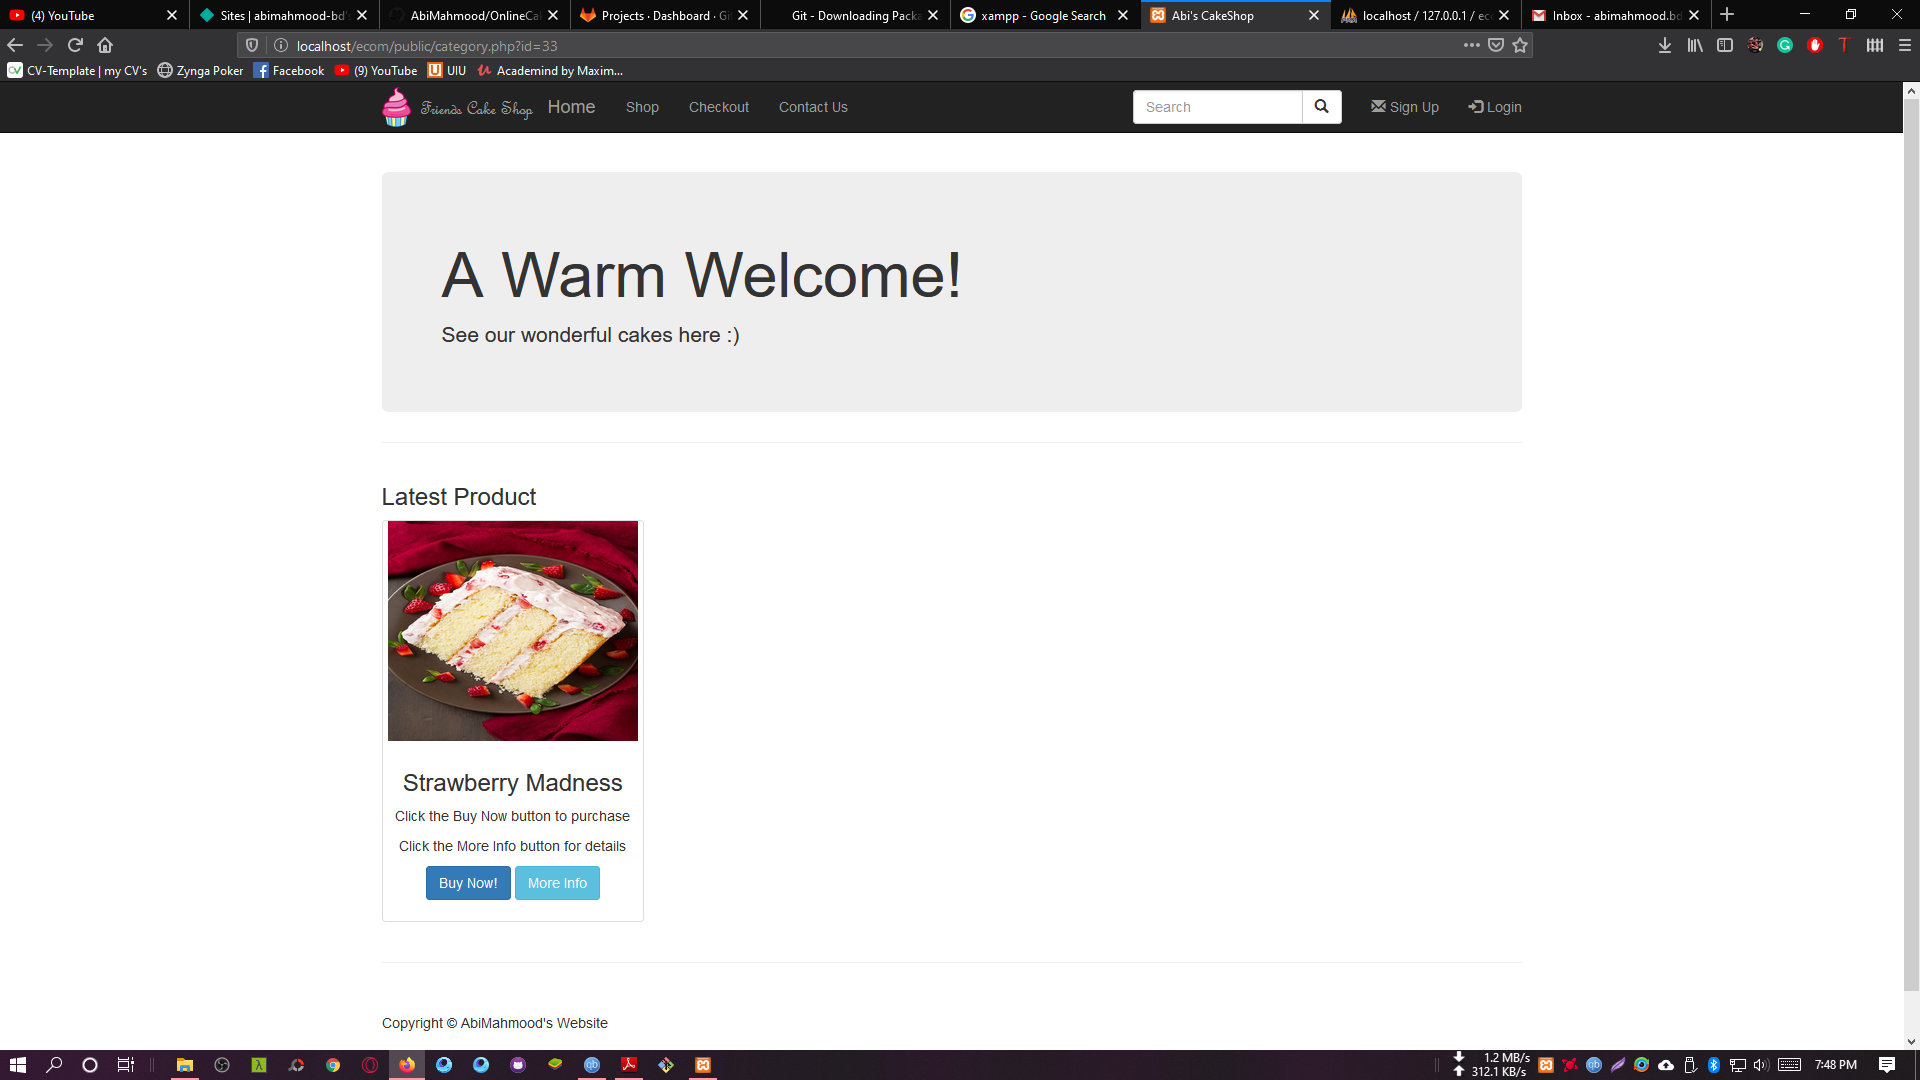 (4) YouTube
Sites | abimahmood-bd's
AbiMahmood/OnlineCa
Projects · Dashboard · Gi
Git - Downloading Packa
xampp - Google Search
Abi's CakeShop
localhost / 127.0.0.1 / ec
Inbox - abimahmood.bd
localhost/ecom/public/category.php?id=33
CV-Template | my CV's
Zynga Poker
Facebook
(9) YouTube
UIU
Academind by Maxim...
Friends Cake Shop
Home
Shop
Checkout
Contact Us
Search
Sign Up
Login
A Warm Welcome!
See our wonderful cakes here :)
Latest Product
Strawberry Madness
Click the Buy Now button to purchase
Click the More Info button for details
Buy Now!
More Info
Copyright © AbiMahmood's Website
1.2 MB/s
312.1 KB/s
7:48 PM